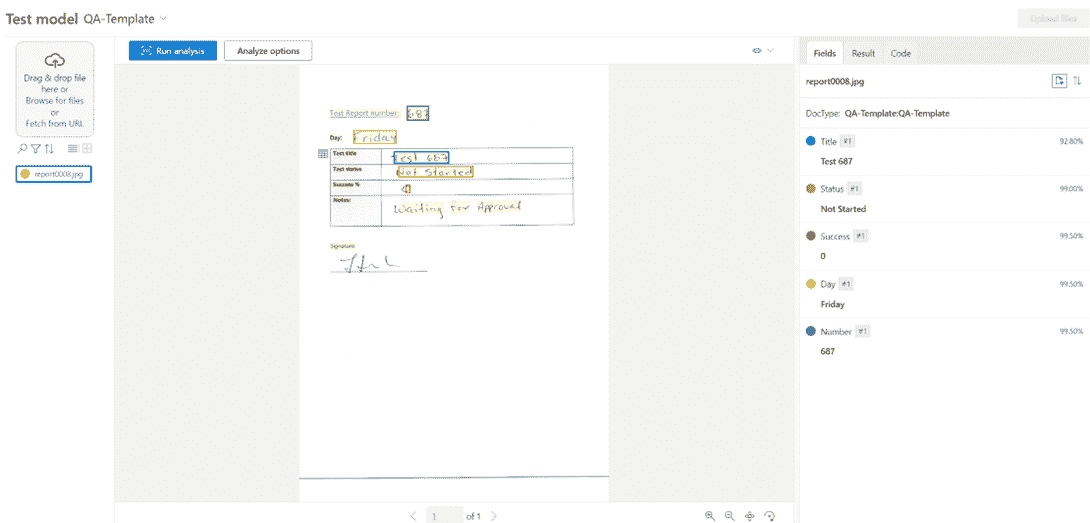 Test model QA-Template
Upload files
Drag & drop file
here or
Browse for files
or
Fetch from URL
report0008.jpg
Run analysis
Analyze options
Test Report number: 687
Day: Friday
Test title Test 687
Test status Not Started
Success % 0
Notes: Waiting for Approval
Signature
1 of 1
Fields Result Code
report0008.jpg
DocType: QA-Template:QA-Template
Title #1 92.80%
Test 687
Status #1 99.00%
Not Started
Success #1 99.50%
0
Day #1 99.50%
Friday
Number #1 99.50%
687